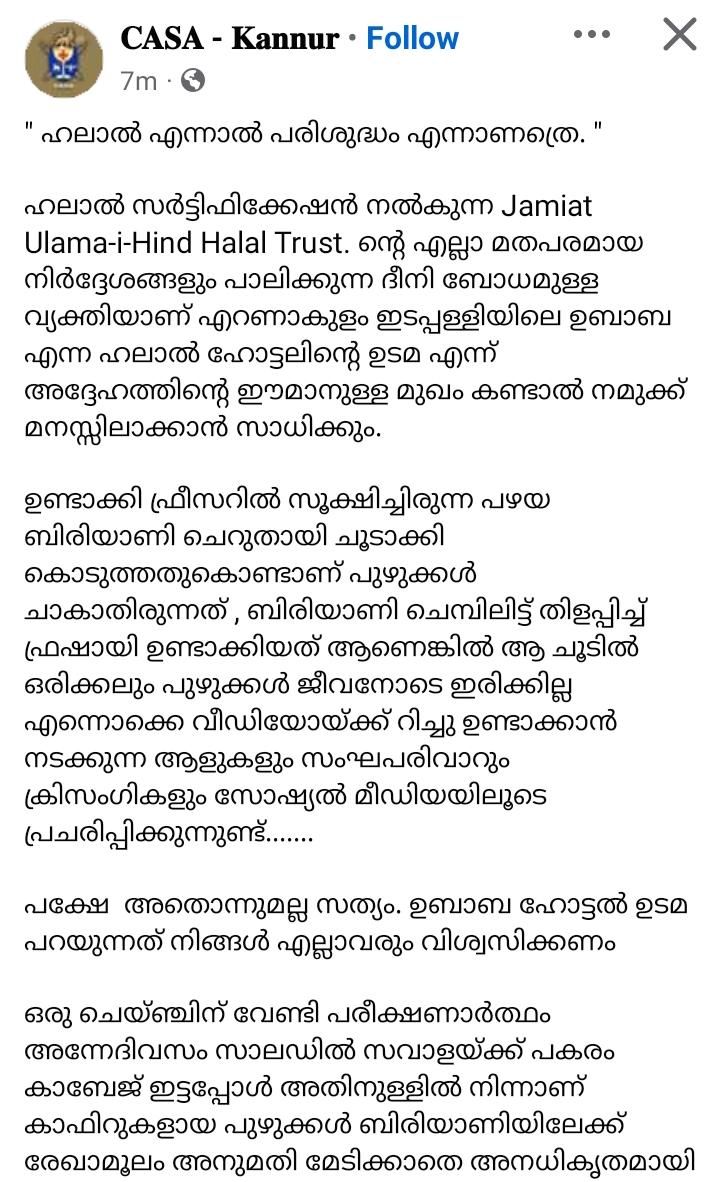 CASA - Kannur · Follow
7m ·
" ഹലാൽ എന്നാൽ പരിശുദ്ധം എന്നാണത്രെ. "
ഹലാൽ സർട്ടിഫിക്കേഷൻ നൽകുന്ന Jamiat
Ulama-i-Hind Halal Trust. ന്റെ എല്ലാ മതപരമായ
നിർദ്ദേശങ്ങളും പാലിക്കുന്ന ദീനി ബോധമുള്ള
വ്യക്തിയാണ് എറണാകുളം ഇടപ്പള്ളിയിലെ ഉബാബ
എന്ന ഹലാൽ ഹോട്ടലിന്റെ ഉടമ എന്ന്
അദ്ദേഹത്തിന്റെ ഈമാനുള്ള മുഖം കണ്ടാൽ നമുക്ക്
മനസ്സിലാക്കാൻ സാധിക്കും.
ഉണ്ടാക്കി ഫ്രീസറിൽ സൂക്ഷിച്ചിരുന്ന പഴയ
ബിരിയാണി ചെറുതായി ചൂടാക്കി
കൊടുത്തതുകൊണ്ടാണ് പുഴുക്കൾ
ചാകാതിരുന്നത് , ബിരിയാണി ചെമ്പിലിട്ട് തിളപ്പിച്ച്
ഫ്രഷായി ഉണ്ടാക്കിയത് ആണെങ്കിൽ ആ ചൂടിൽ
ഒരിക്കലും പുഴുക്കൾ ജീവനോടെ ഇരിക്കില്ല
എന്നൊക്കെ വീഡിയോയ്ക്ക് റിച്ചു ഉണ്ടാക്കാൻ
നടക്കുന്ന ആളുകളും സംഘപരിവാറും
ക്രിസംഗികളും സോഷ്യൽ മീഡിയയിലൂടെ
പ്രചരിപ്പിക്കുന്നുണ്ട്.......
പക്ഷേ  അതൊന്നുമല്ല സത്യം. ഉബാബ ഹോട്ടൽ ഉടമ
പറയുന്നത് നിങ്ങൾ എല്ലാവരും വിശ്വസിക്കണം
ഒരു ചെയ്ഞ്ചിന് വേണ്ടി പരീക്ഷണാർത്ഥം
അന്നേദിവസം സാലഡിൽ സവാളയ്ക്ക് പകരം
കാബേജ് ഇട്ടപ്പോൾ അതിനുള്ളിൽ നിന്നാണ്
കാഫിറുകളായ പുഴുക്കൾ ബിരിയാണിയിലേക്ക്
രേഖാമൂലം അനുമതി മേടിക്കാതെ അനധികൃതമായി